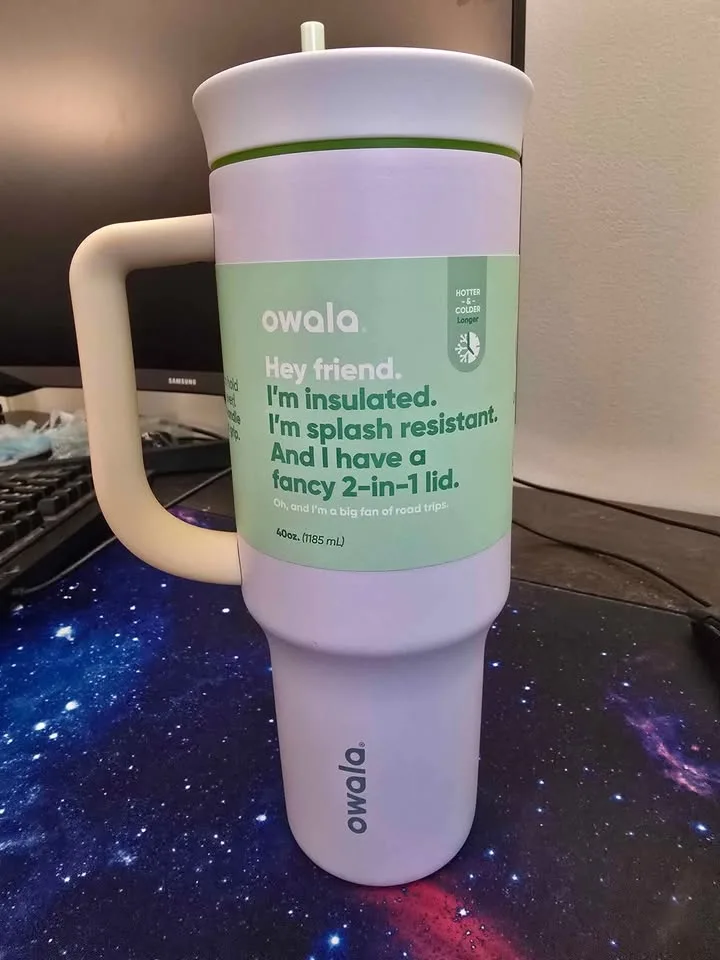 HOTTER
- & -
COLDER
Longer
owala
Hey friend.
I'm insulated.
I'm splash resistant.
And I have a
fancy 2-in-1 lid.
Oh, and I'm a big fan of road trips.
40oz. (1185 mL)
owala®
SAMSUNG